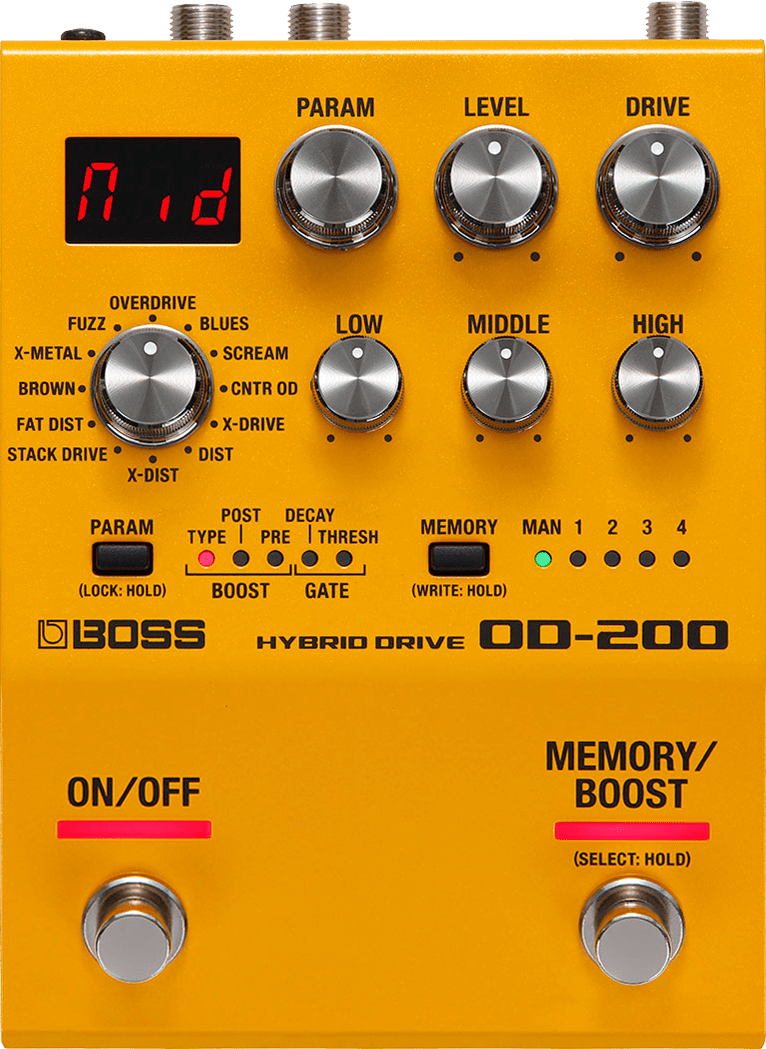 PARAM LEVEL DRIVE
Mid
OVERDRIVE
FUZZ BLUES
LOW MIDDLE HIGH
X-METAL SCREAM
BROWN CNTR OD
FAT DIST X-DRIVE
STACK DRIVE DIST
X-DIST
POST DECAY
PARAM TYPE PRE THRESH MEMORY MAN 1 2 3 4
(LOCK: HOLD) BOOST GATE (WRITE: HOLD)
BOSS HYBRID DRIVE OD-200
MEMORY/
ON/OFF BOOST
(SELECT: HOLD)